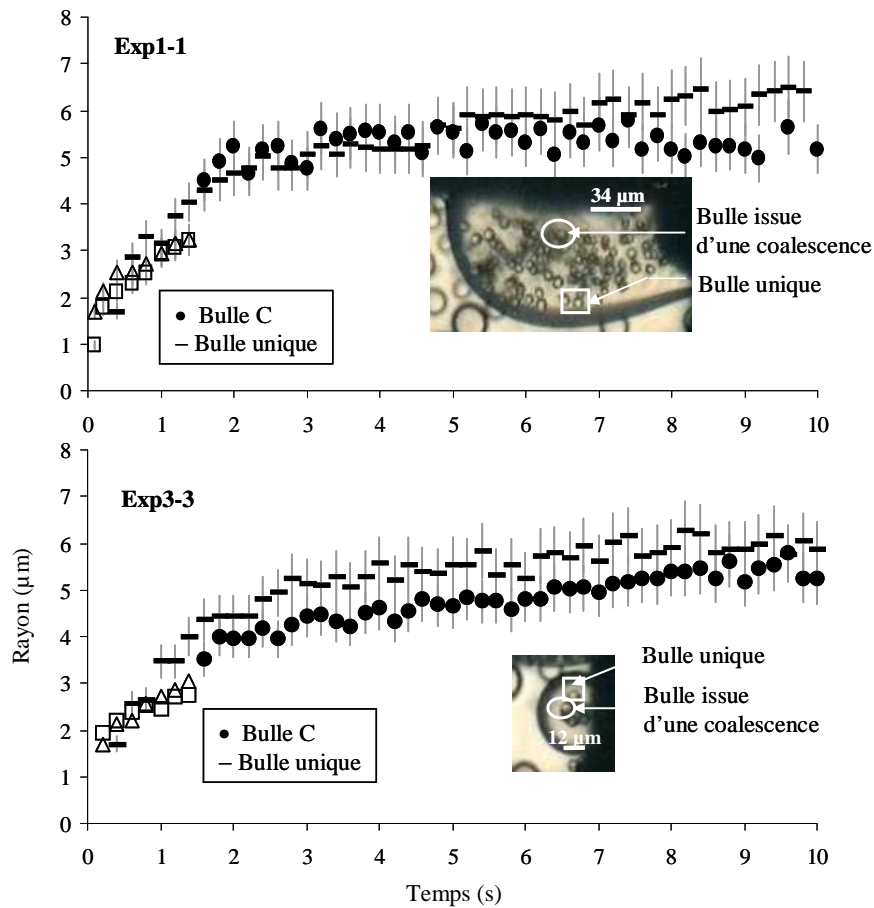 8
7
6
5
4
3
2
1
0
Exp1-1
34 µm
Bulle issue
d'une coalescence
Bulle unique
● Bulle C
– Bulle unique
0 1 2 3 4 5 6 7 8 9 10
8
7
6
5
4
3
2
1
0
Rayon (µm)
Exp3-3
Bulle unique
Bulle issue
d'une coalescence
12 µm
● Bulle C
– Bulle unique
0 1 2 3 4 5 6 7 8 9 10
Temps (s)